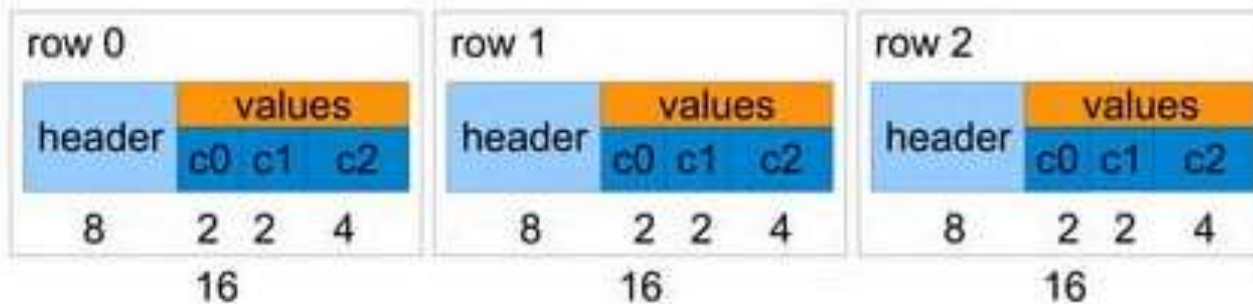 row 0
values
header
c0 c1 c2
8 2 2 4
16
row 1
values
header
c0 c1 c2
8 2 2 4
16
row 2
values
header
c0 c1 c2
8 2 2 4
16